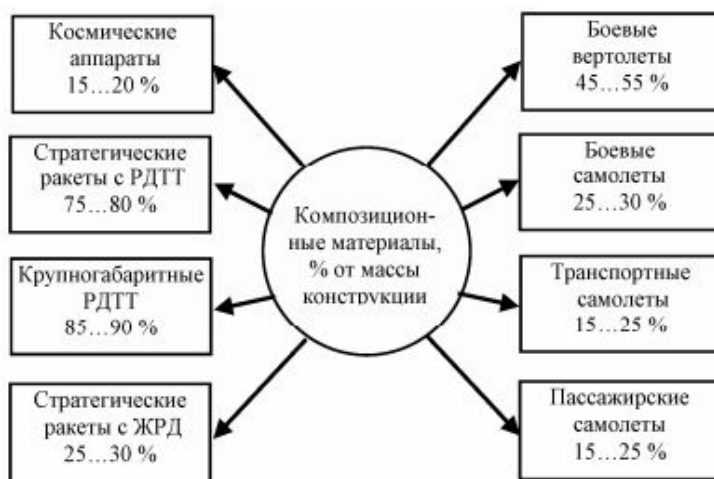 Космические
аппараты
15…20 %
Стратегические
ракеты с РДТТ
75…80 %
Крупногабаритные
РДТТ
85…90 %
Стратегические
ракеты с ЖРД
25…30 %
Композицион-
ные материалы,
% от массы
конструкции
Боевые
вертолеты
45…55 %
Боевые
самолеты
25…30 %
Транспортные
самолеты
15…25 %
Пассажирские
самолеты
15…25 %